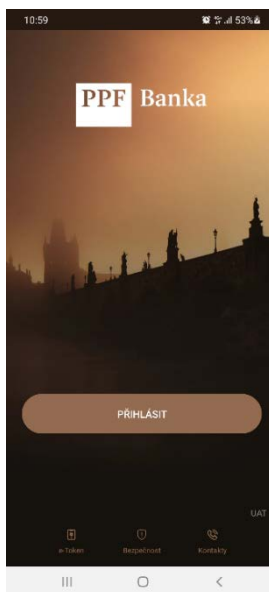 10:59
53%
PPF Banka
PŘIHLÁSIT
UAT
e-Token Bezpečnost Kontakty